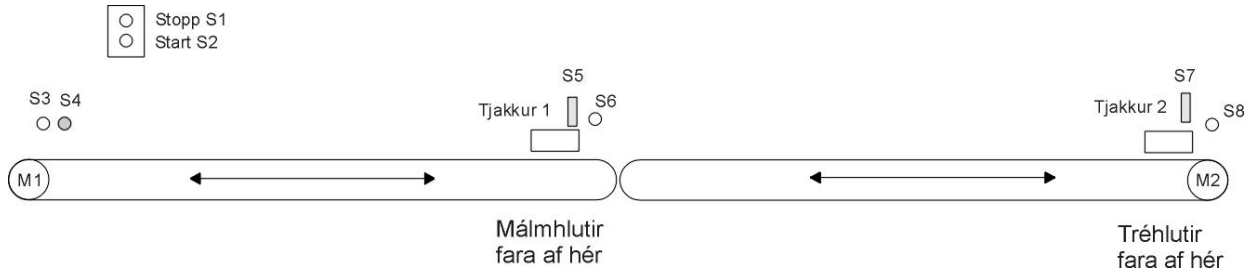 Stopp S1
Start S2
S3 S4
Tjakkur 1
S5
S6
Tjakkur 2
S7
S8
M1
M2
Málmhlutir
fara af hér
Tréhlutir
fara af hér